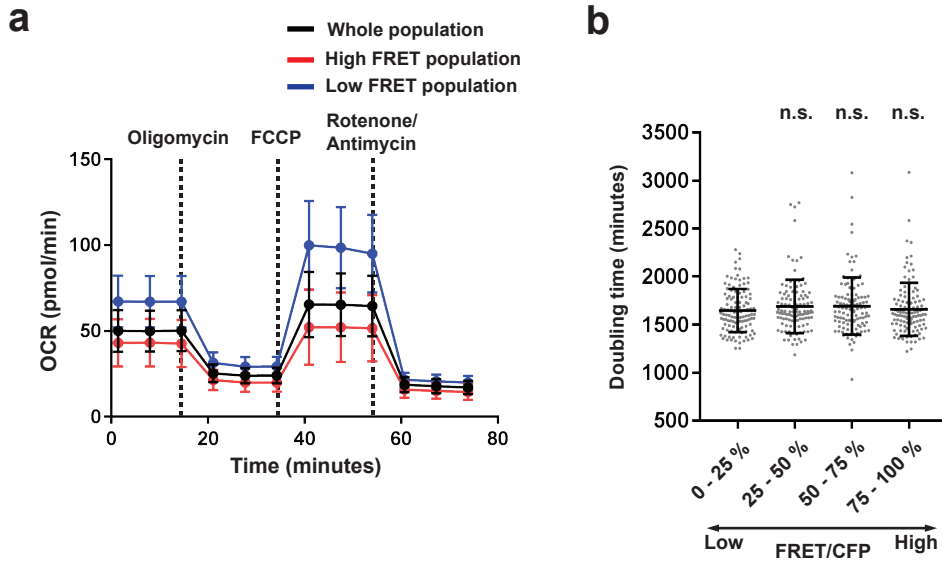 a
Whole population
High FRET population
Low FRET population
Oligomycin
FCCP
Rotenone/
Antimycin
150
100
50
0
OCR (pmol/min)
0
20
40
60
80
Time (minutes)
b
n.s.
n.s.
n.s.
3500
3000
2500
2000
1500
1000
500
Doubling time (minutes)
0 - 25 %
25 - 50 %
50 - 75 %
75 - 100 %
Low
FRET/CFP
High